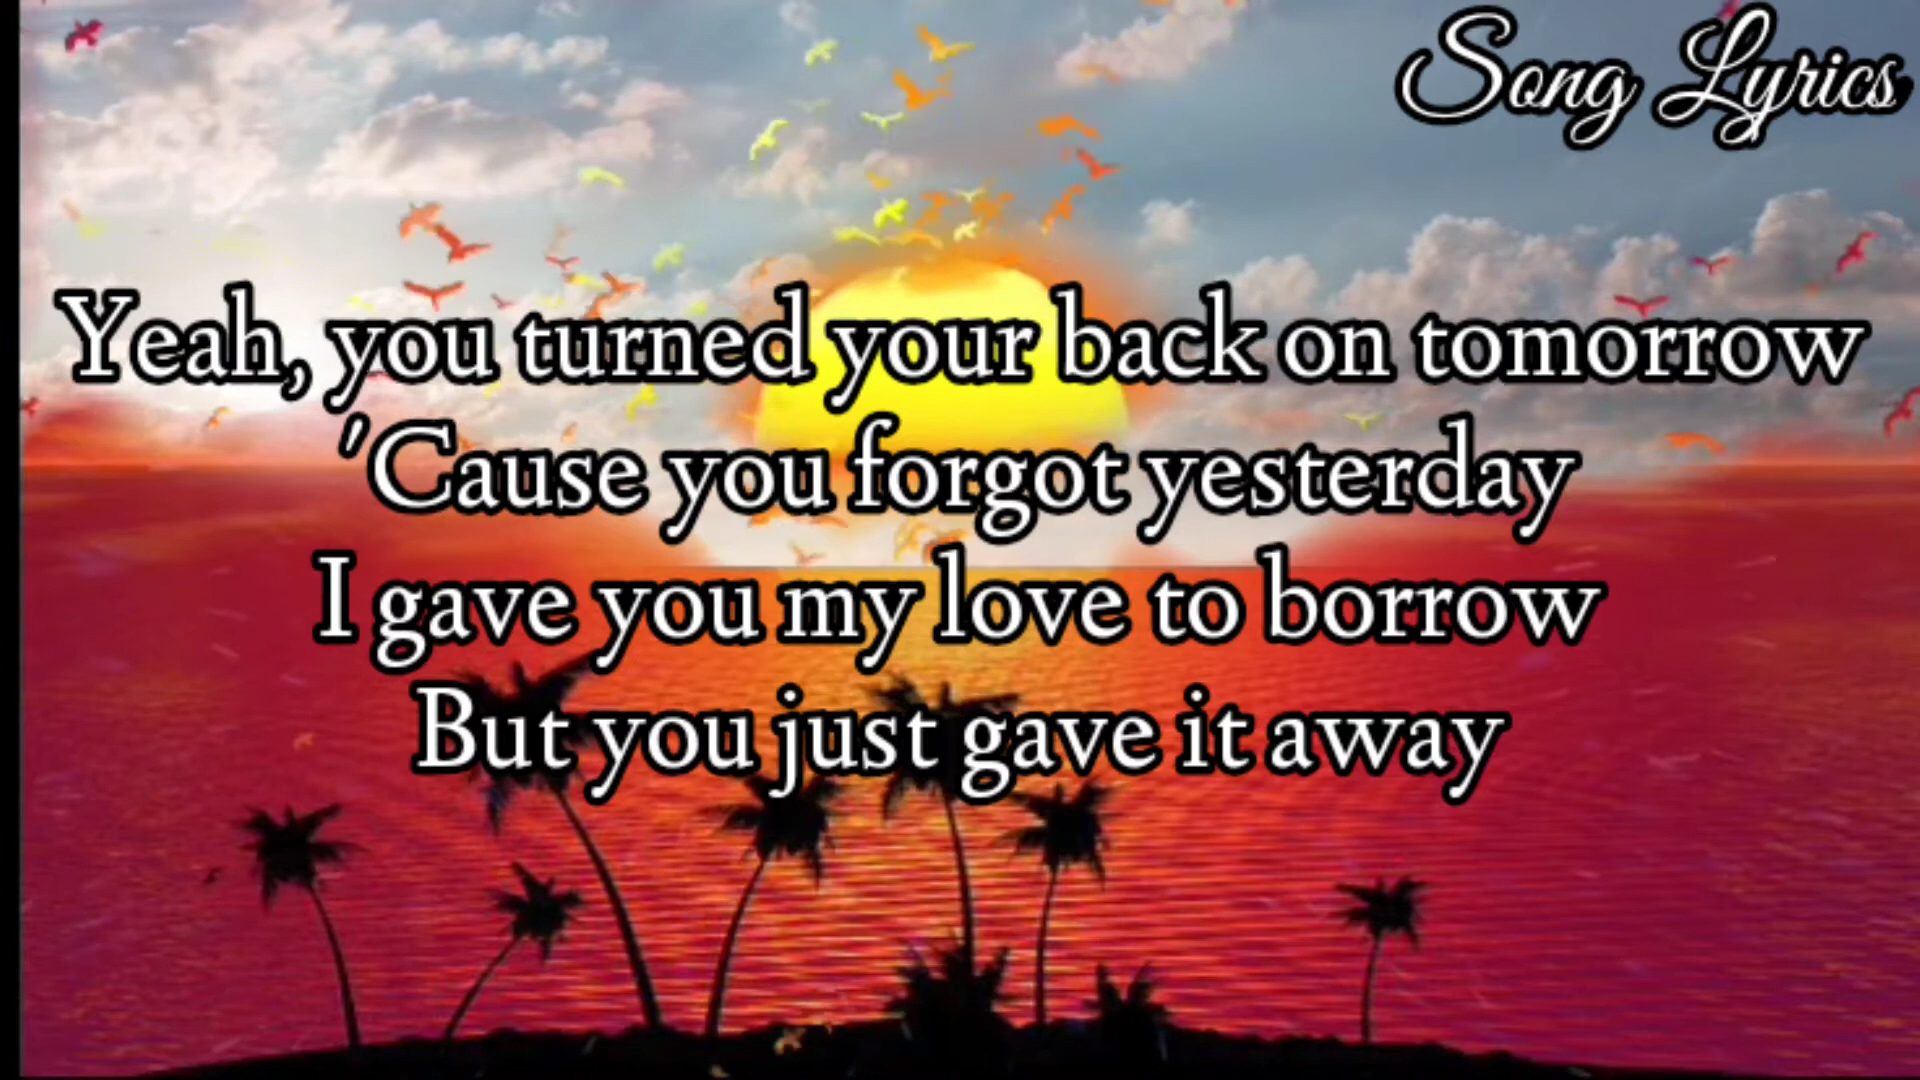 Song Lyrics
Yeah, you turned your back on tomorrow
'Cause you forgot yesterday
I gave you my love to borrow
But you just gave it away